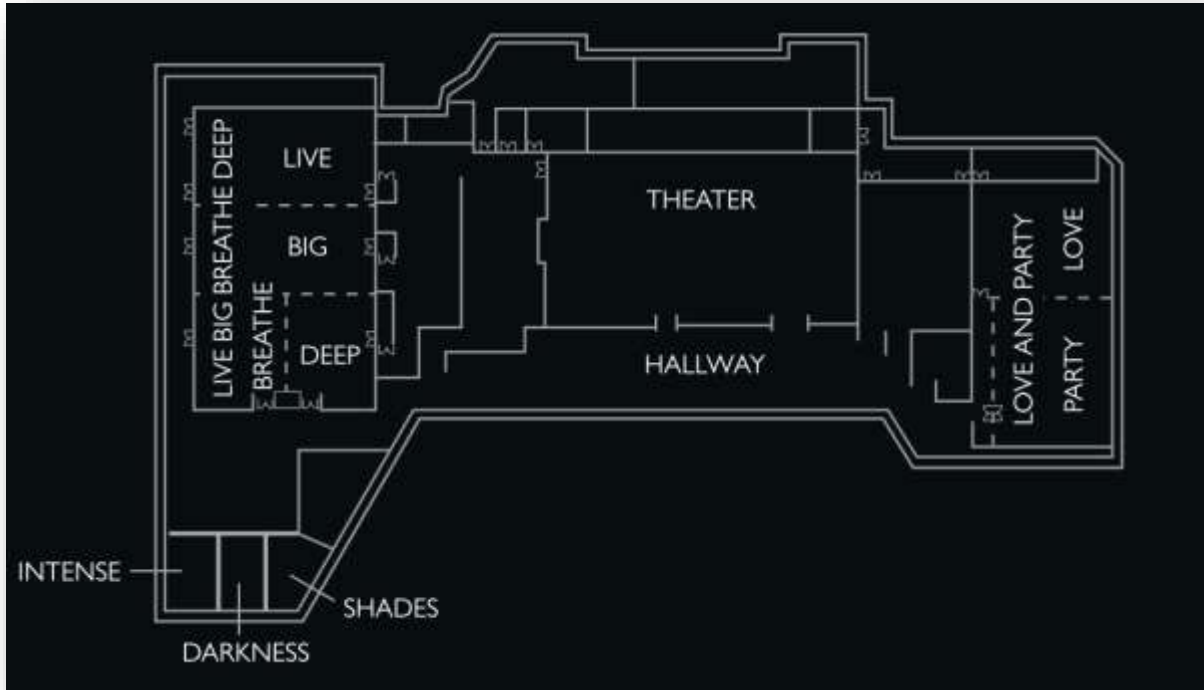 LIVE
BIG
BREATHE
DEEP
LIVE BIG BREATHE DEEP
THEATER
HALLWAY
LOVE AND PARTY
LOVE
PARTY
INTENSE
DARKNESS
SHADES